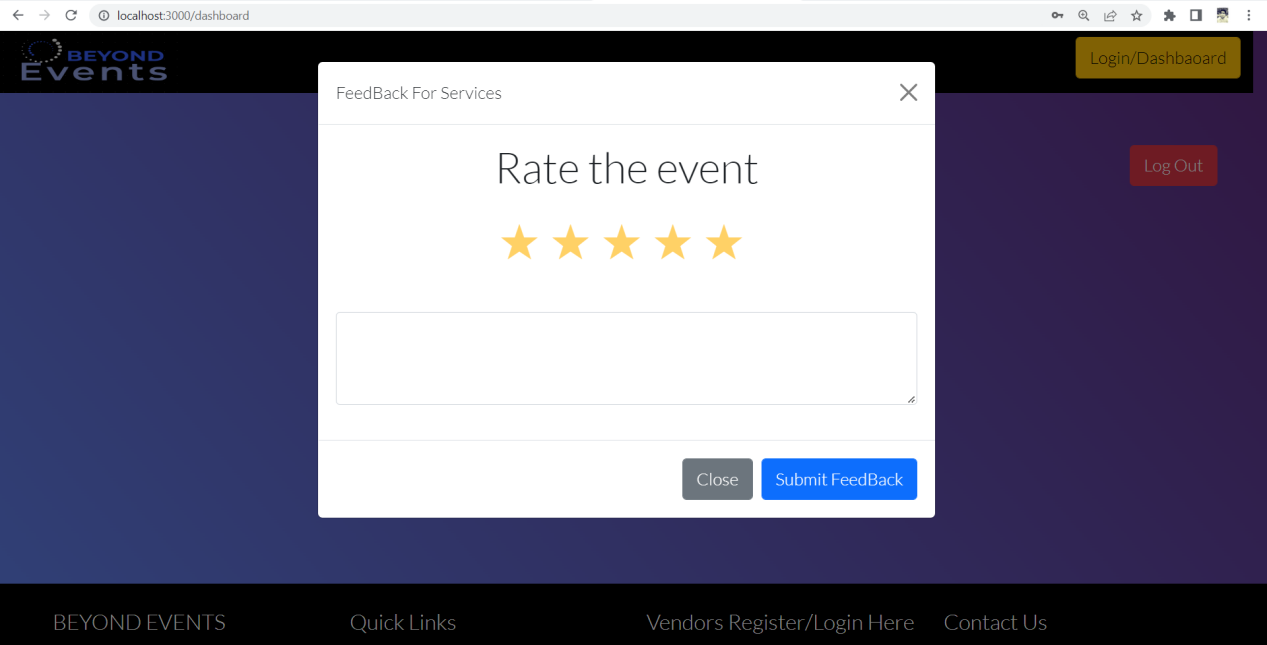 localhost:3000/dashboard
BEYOND
Events
Login/Dashbaoard
FeedBack For Services
Log Out
Rate the event
Close
Submit FeedBack
BEYOND EVENTS
Quick Links
Vendors Register/Login Here
Contact Us